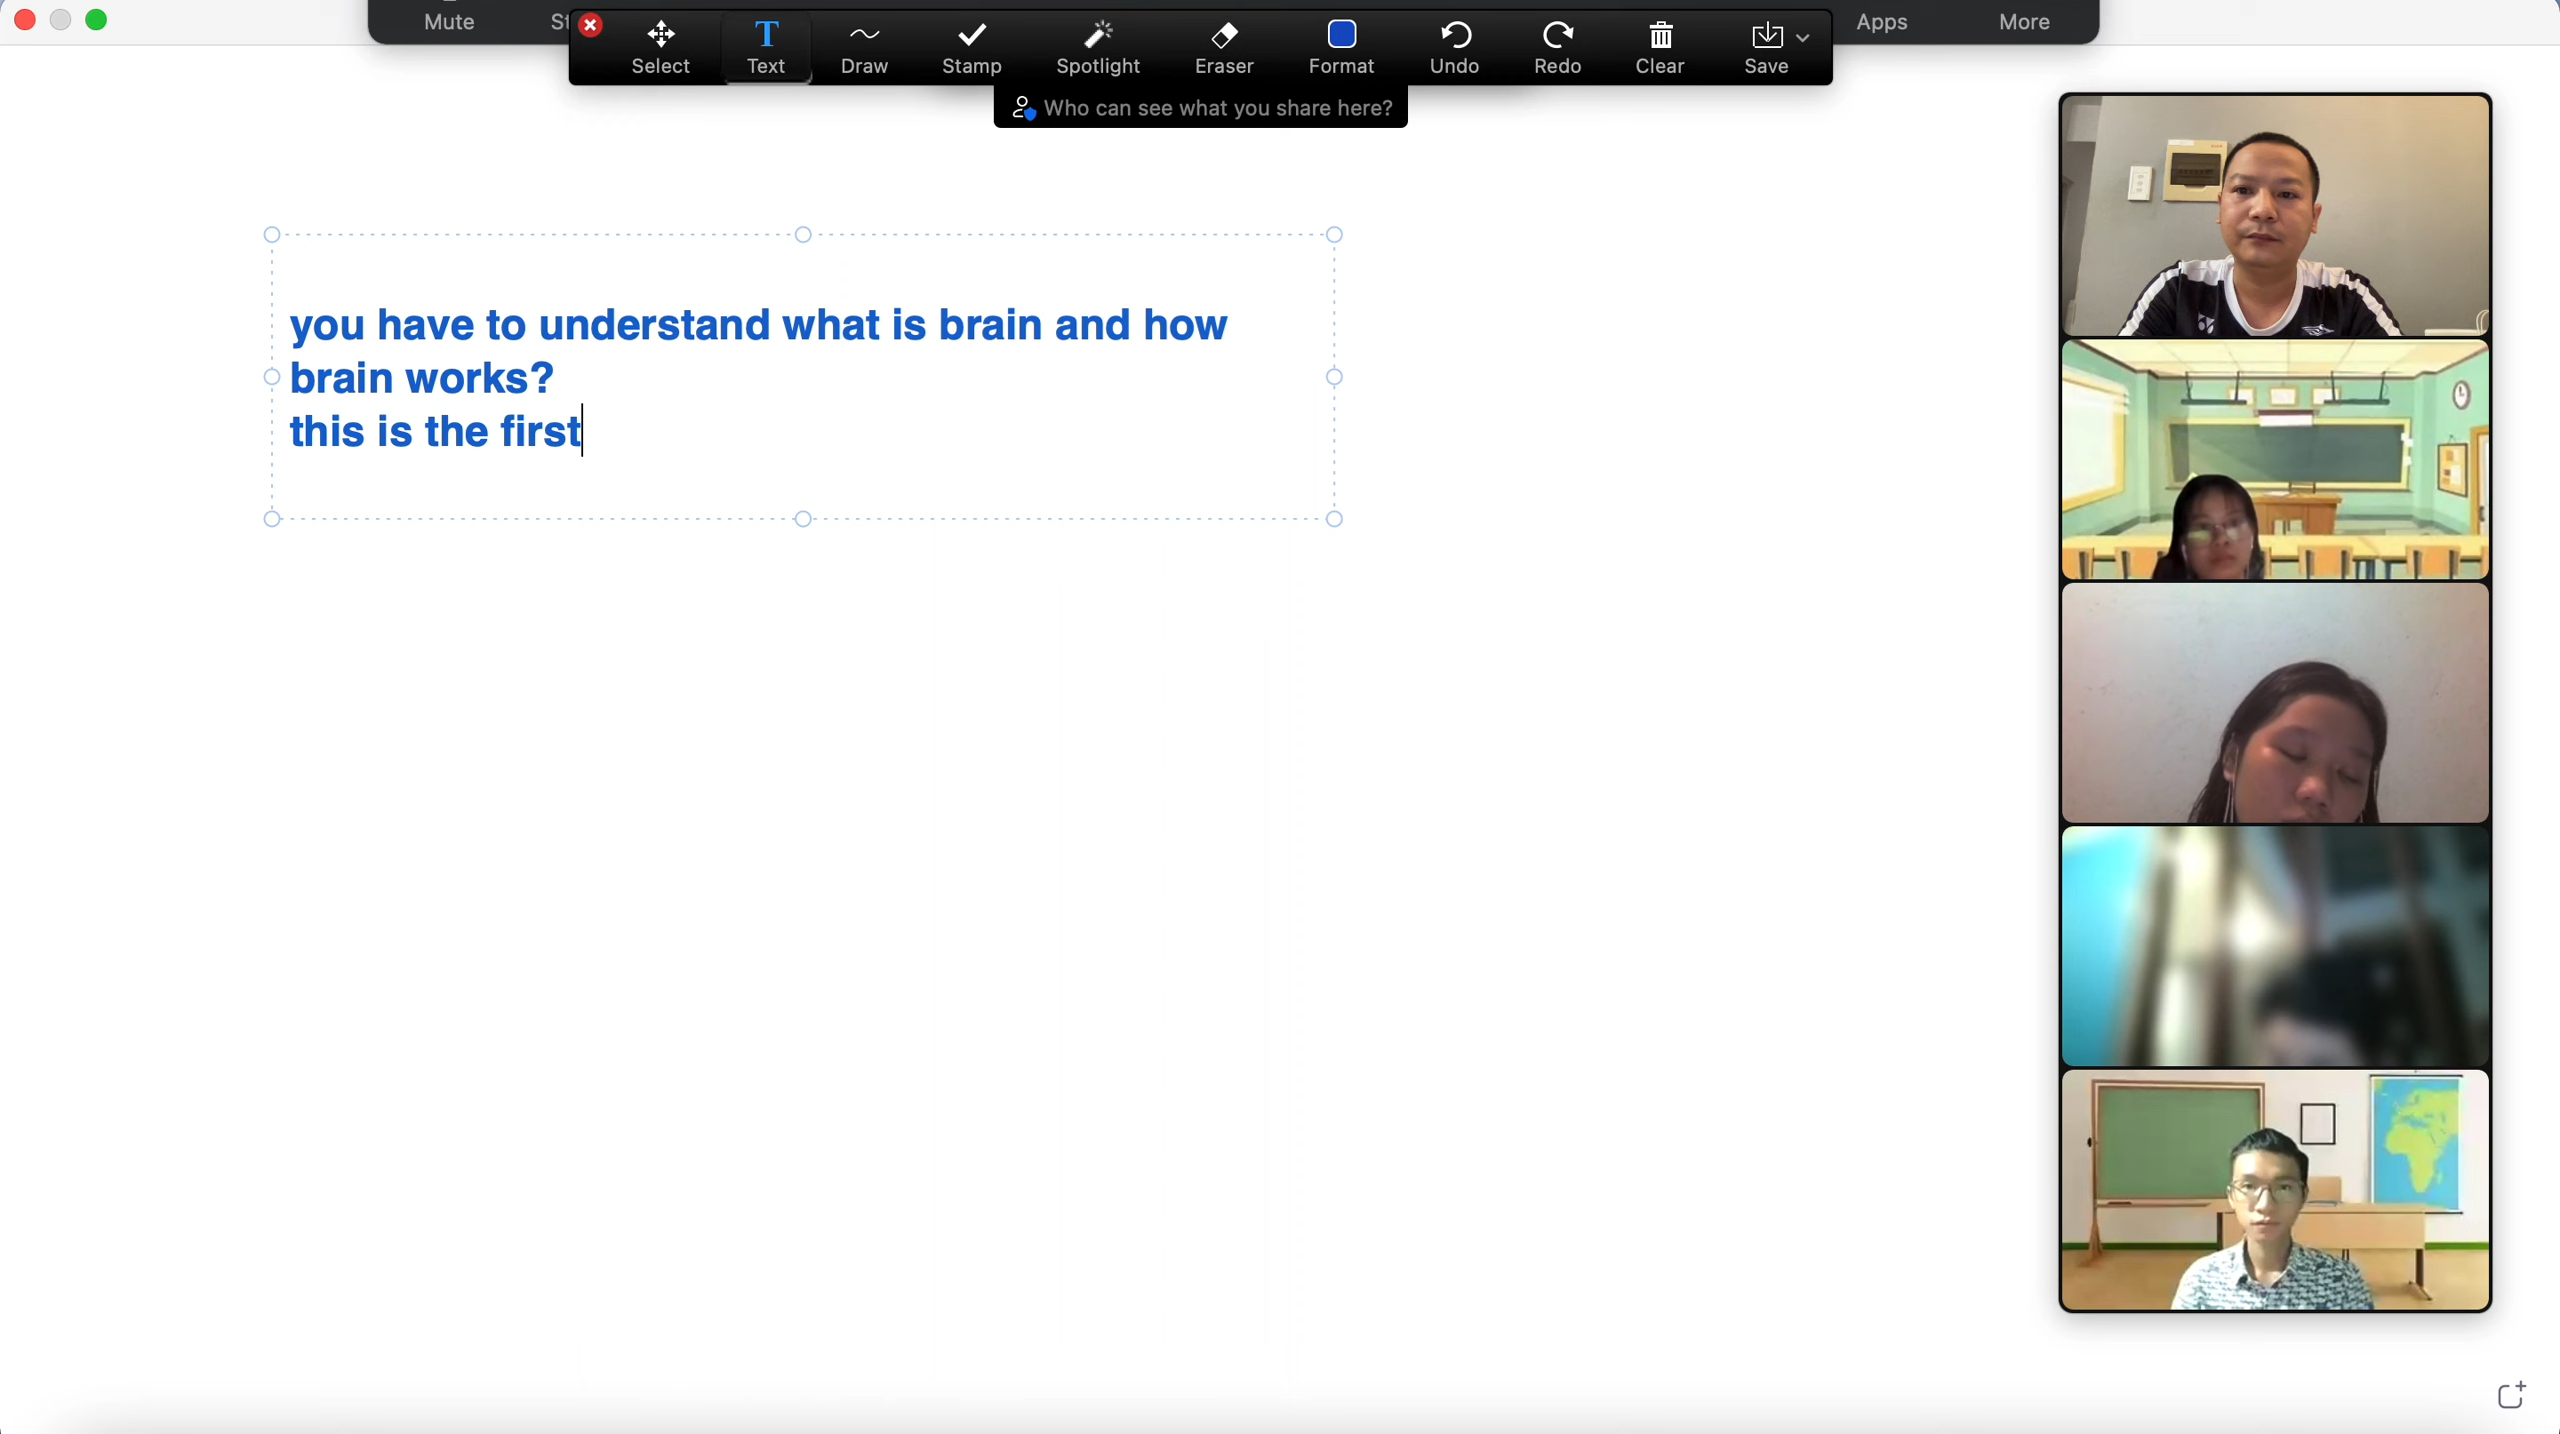 Mute
Select
Text
Draw
Stamp
Spotlight
Eraser
Format
Undo
Redo
Clear
Save
Apps
More
Who can see what you share here?
you have to understand what is brain and how
brain works?
this is the first